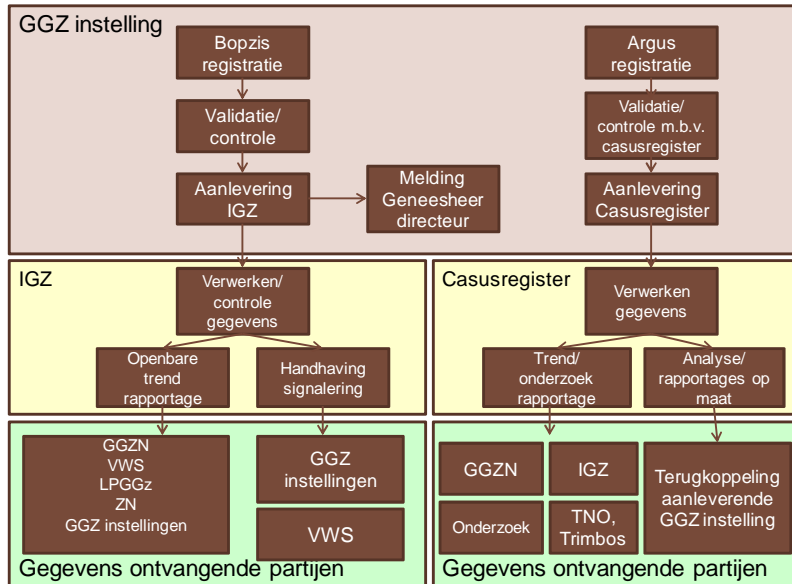 GGZ instelling
Bopzis
registratie
Validatie/
controle
Aanlevering
IGZ
Melding
Geneesheer
directeur
Argus
registratie
Validatie/
controle m.b.v.
casusregister
Aanlevering
Casusregister
IGZ
Verwerken/
controle
gegevens
Openbare
trend
rapportage
Handhaving
signalering
Casusregister
Verwerken
gegevens
Trend/
onderzoek
rapportage
Analyse/
rapportages op
maat
GGZN
VWS
LPGGz
ZN
GGZ instellingen
GGZ
instellingen
VWS
Gegevens ontvangende partijen
GGZN
IGZ
Onderzoek
TNO,
Trimbos
Terugkoppeling
aanleverende
GGZ instelling
Gegevens ontvangende partijen